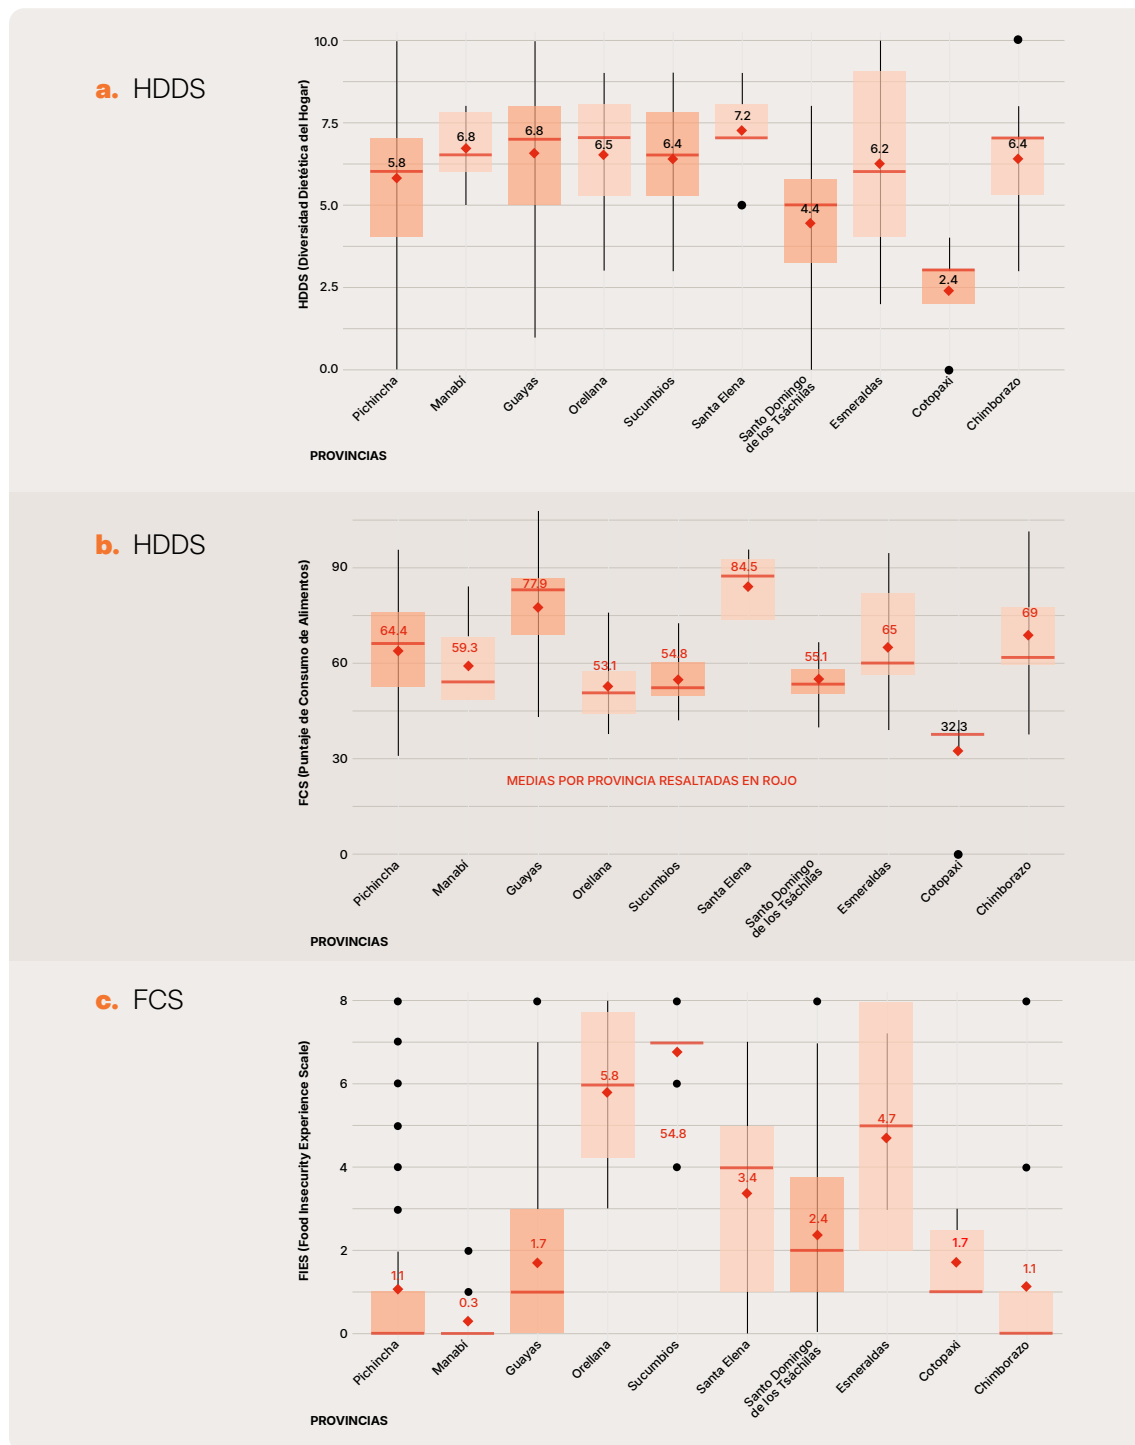 a. HDDS
HDDS (Diversidad Dietética del Hogar)
10.0
7.5
5.0
2.5
0.0
5.8
6.8
6.8
6.5
6.4
7.2
4.4
6.2
2.4
6.4
Pichincha
Manabí
Guayas
Orellana
Sucumbios
Santa Elena
Santo Domingo
de los Tsáchilas
Esmeraldas
Cotopaxi
Chimborazo
PROVINCIAS
b. HDDS
FCS (Puntaje de Consumo de Alimentos)
90
60
30
0
64.4
59.3
77.9
53.1
54.8
84.5
55.1
65
32.3
69
MEDIAS POR PROVINCIA RESALTADAS EN ROJO
Pichincha
Manabí
Guayas
Orellana
Sucumbios
Santa Elena
Santo Domingo
de los Tsáchilas
Esmeraldas
Cotopaxi
Chimborazo
PROVINCIAS
c. FCS
FIES (Food Insecurity Experience Scale)
8
6
4
2
0
1.1
0.3
1.7
5.8
54.8
3.4
2.4
4.7
1.7
1.1
Pichincha
Manabí
Guayas
Orellana
Sucumbios
Santa Elena
Santo Domingo
de los Tsáchilas
Esmeraldas
Cotopaxi
Chimborazo
PROVINCIAS